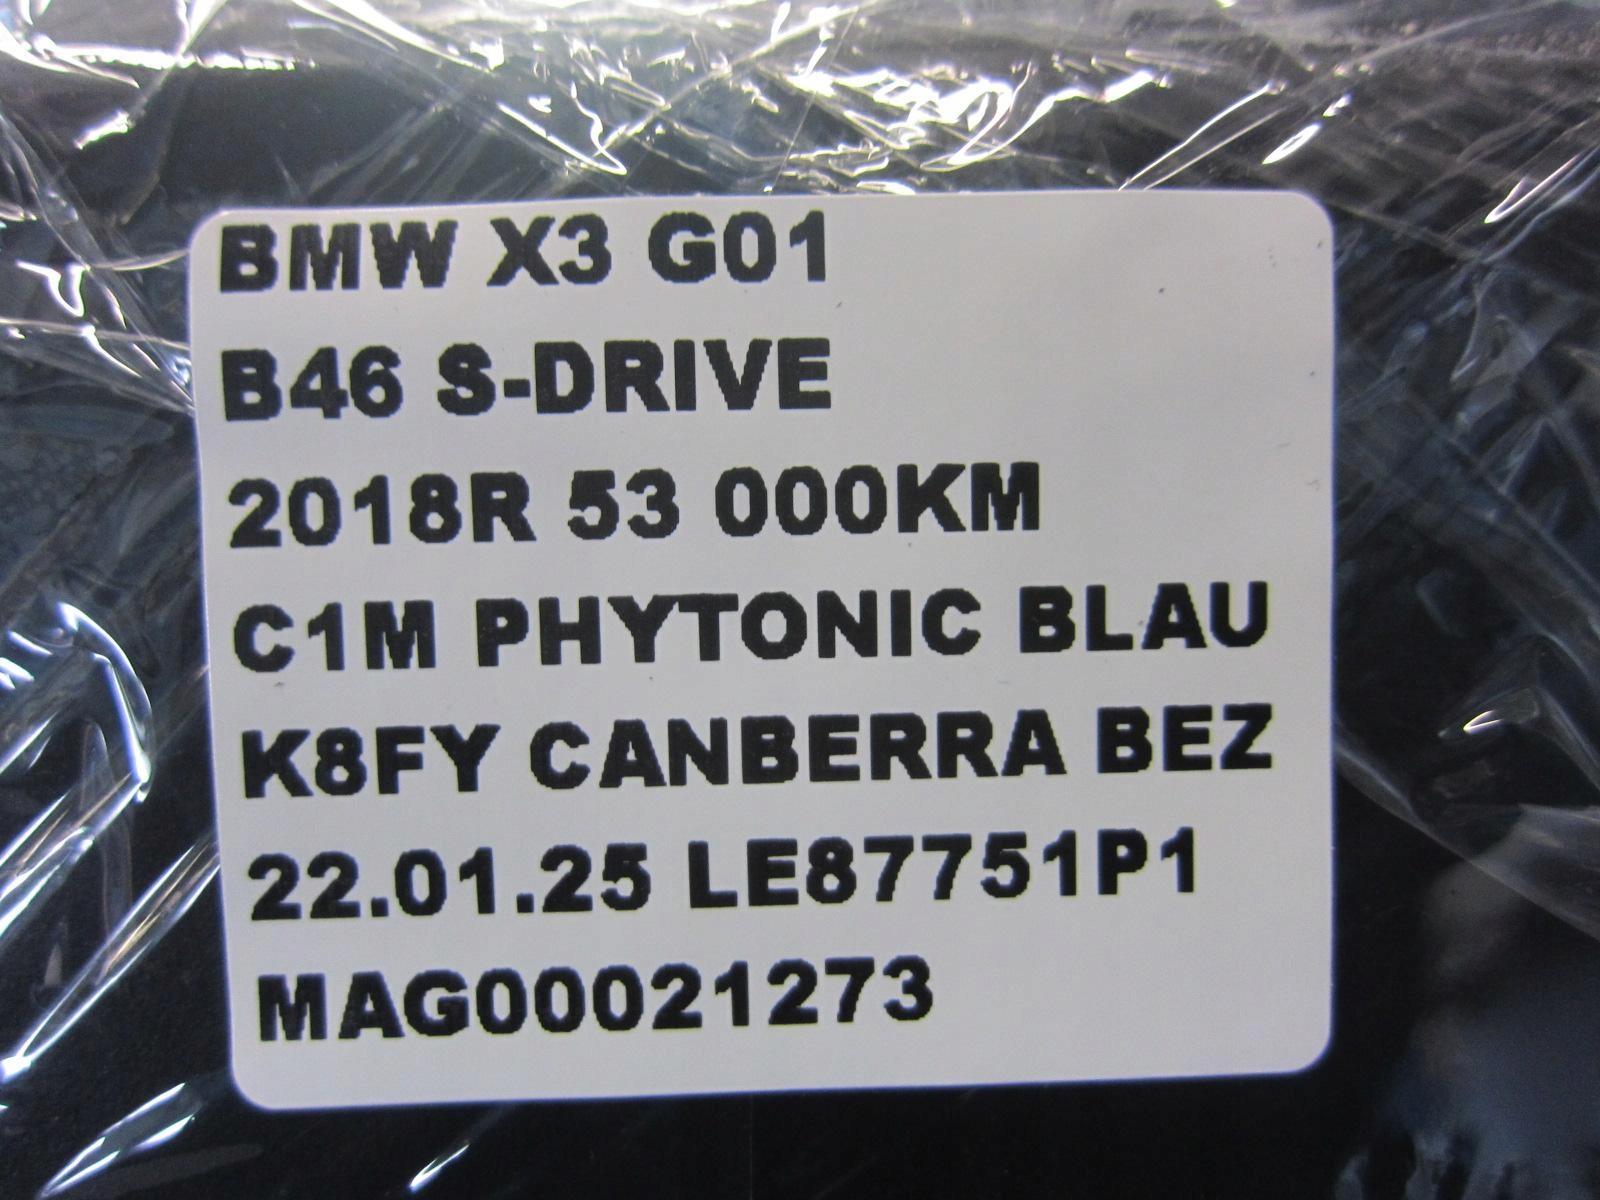 BMW X3 G01
B46 S-DRIVE
2018R 53 000KM
C1M PHYTONIC BLAU
K8FY CANBERRA BEZ
22.01.25 LE87751P1
MAG00021273